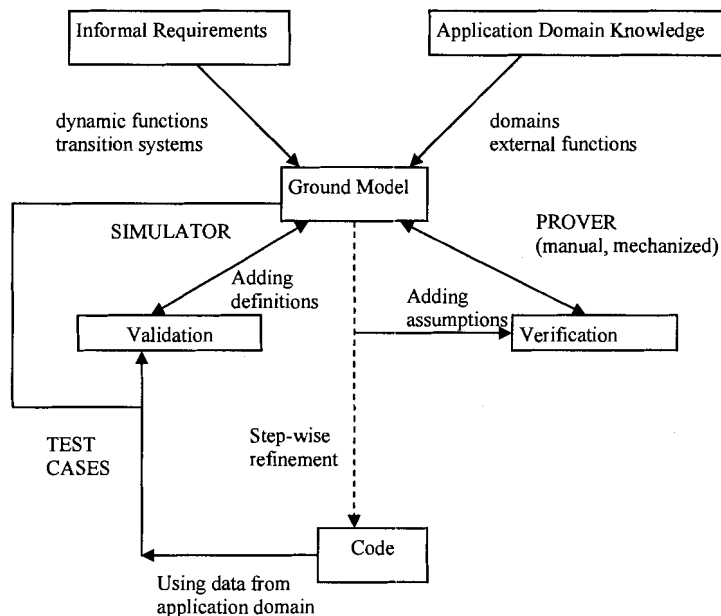 Informal Requirements
Application Domain Knowledge
dynamic functions
transition systems
domains
external functions
Ground Model
SIMULATOR
PROVER
(manual, mechanized)
Adding
definitions
Adding
assumptions
Validation
Verification
Step-wise
refinement
TEST
CASES
Code
Using data from
application domain